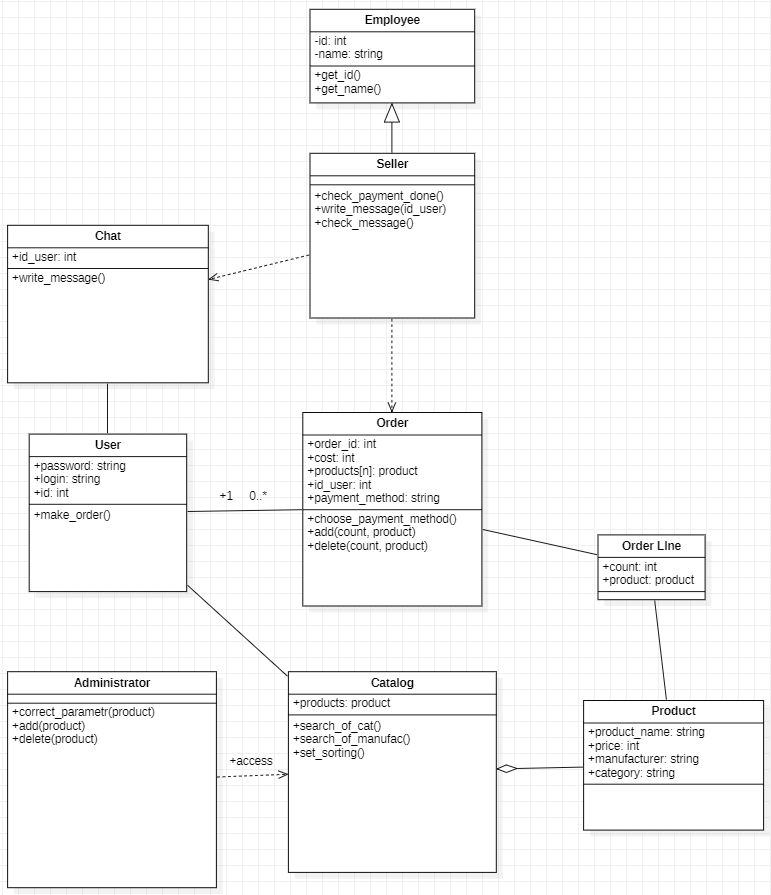 Employee
-id: int
-name: string
+get_id()
+get_name()
Seller
+check_payment_done()
+write_message(id_user)
+check_message()
Chat
+id_user: int
+write_message()
User
+password: string
+login: string
+id: int
+make_order()
+1
0..*
Order
+order_id: int
+cost: int
+products[n]: product
+id_user: int
+payment_method: string
+choose_payment_method()
+add(count, product)
+delete(count, product)
Order LIne
+count: int
+product: product
Administrator
+correct_parametr(product)
+add(product)
+delete(product)
+access
Catalog
+products: product
+search_of_cat()
+search_of_manufac()
+set_sorting()
Product
+product_name: string
+price: int
+manufacturer: string
+category: string